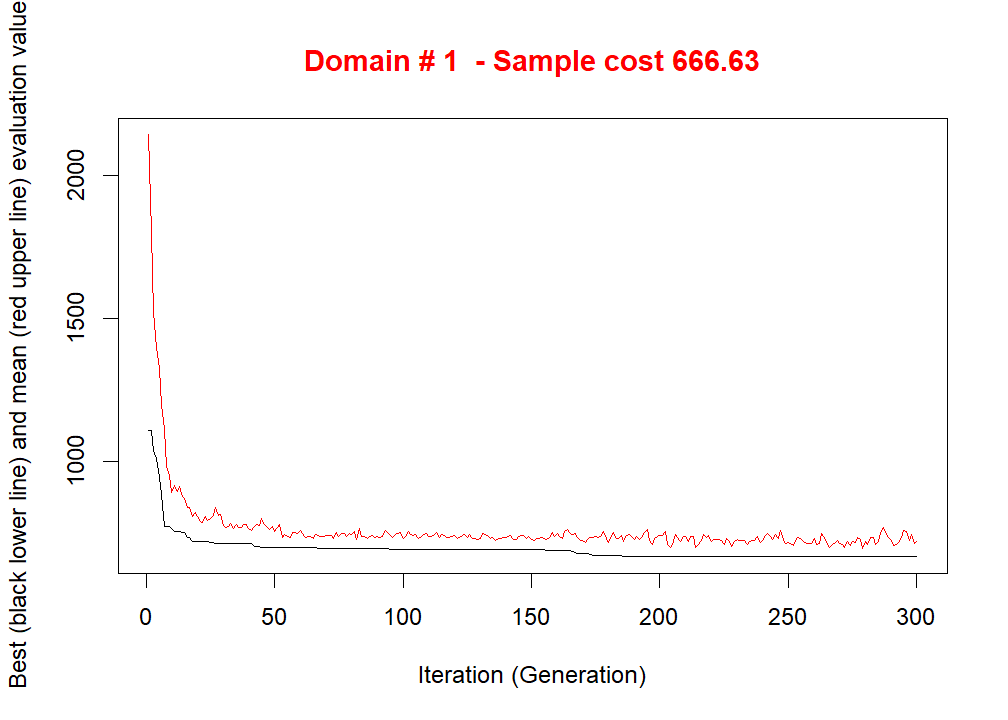 Domain # 1  - Sample cost 666.63
Best (black lower line) and mean (red upper line) evaluation value
2000
1500
1000
0 50 100 150 200 250 300
Iteration (Generation)